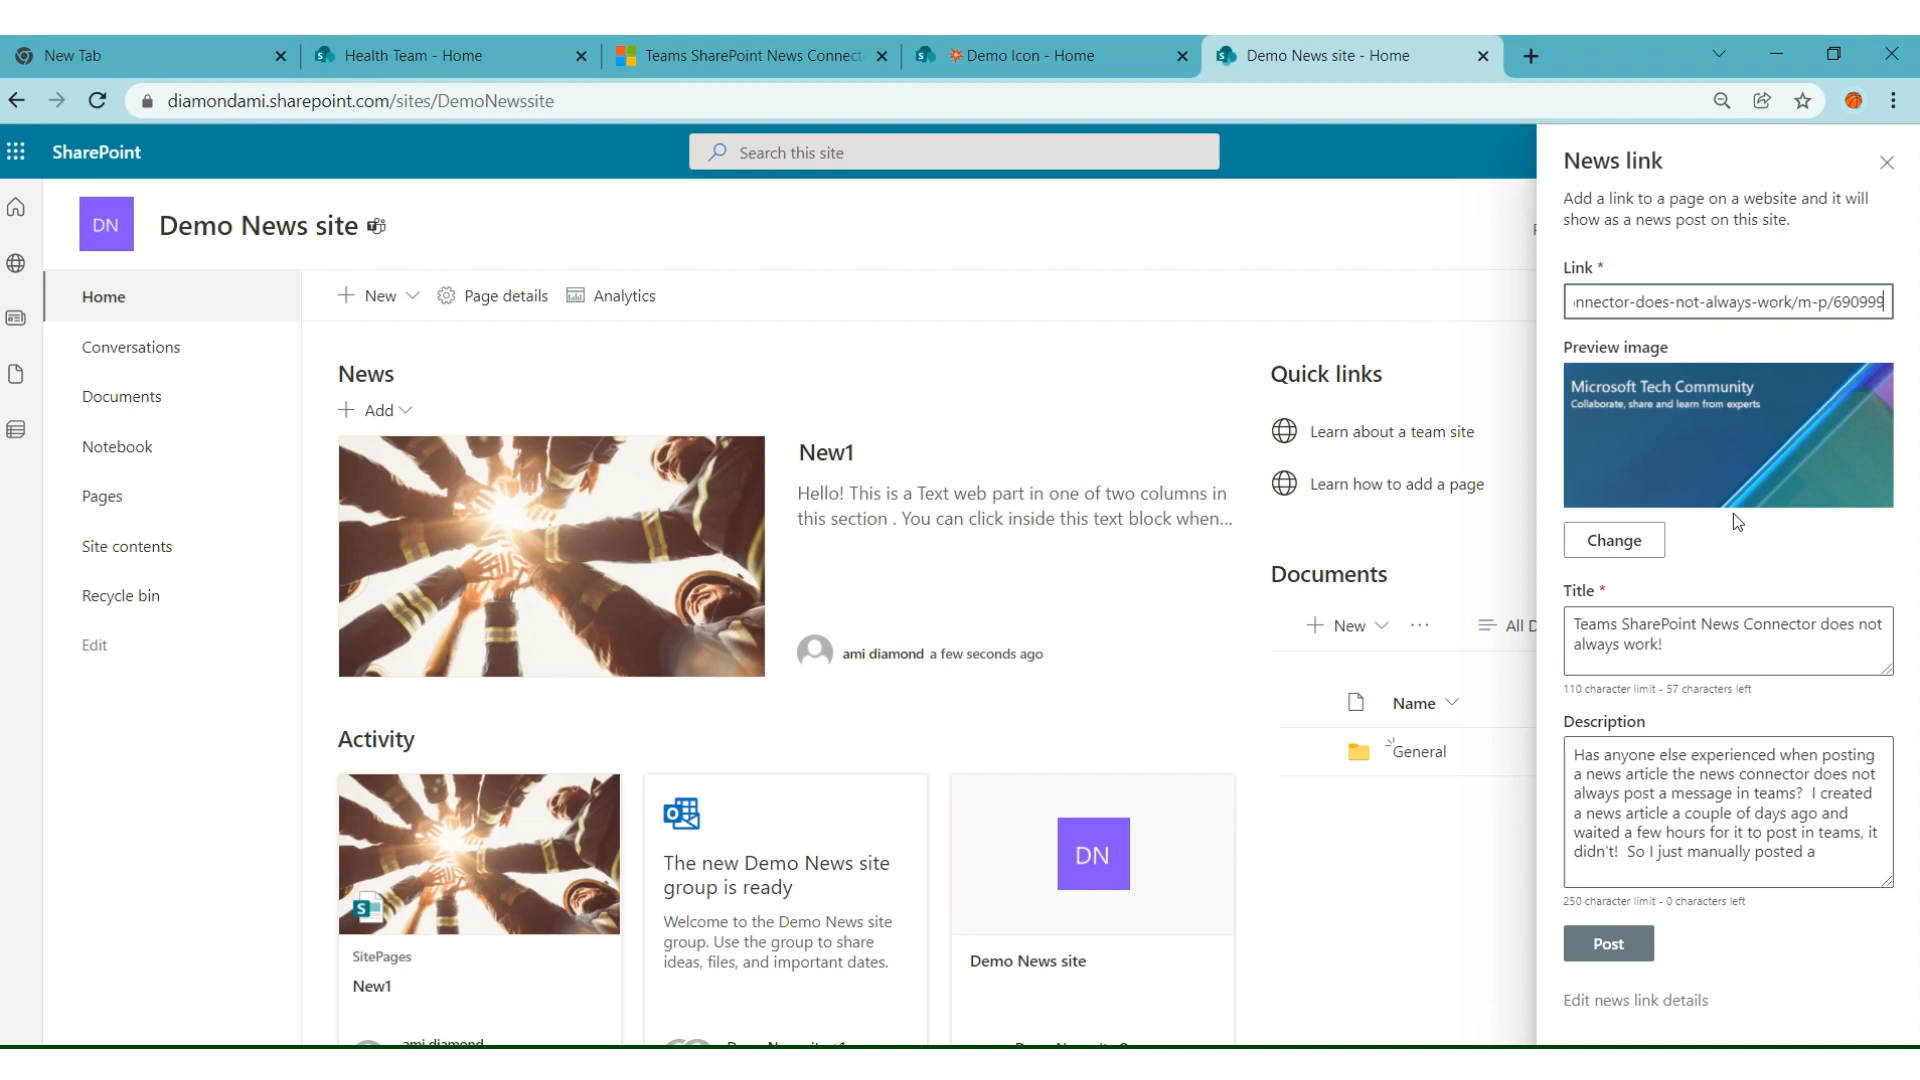 New Tab
Health Team - Home
Teams SharePoint News Connect
Demo Icon - Home
Demo News site - Home
diamondami.sharepoint.com/sites/DemoNewssite
SharePoint
Search this site
DN
Demo News site
Home
Conversations
Documents
Notebook
Pages
Site contents
Recycle bin
Edit
New
Page details
Analytics
News
Add
New1
Hello! This is a Text web part in one of two columns in
this section . You can click inside this text block when...
ami diamond a few seconds ago
Quick links
Learn about a team site
Learn how to add a page
Documents
New
All D
Name
General
Activity
SitePages
New1
ami diamond
The new Demo News site
group is ready
Welcome to the Demo News site
group. Use the group to share
ideas, files, and important dates.
DN
Demo News site
News link
Add a link to a page on a website and it will
show as a news post on this site.
Link *
nnector-does-not-always-work/m-p/690999
Preview image
Microsoft Tech Community
Collaborate, share and learn from experts
Change
Title *
Teams SharePoint News Connector does not
always work!
110 character limit - 57 characters left
Description
Has anyone else experienced when posting
a news article the news connector does not
always post a message in teams? I created
a news article a couple of days ago and
waited a few hours for it to post in teams, it
didn't! So I just manually posted a
250 character limit - 0 characters left
Post
Edit news link details